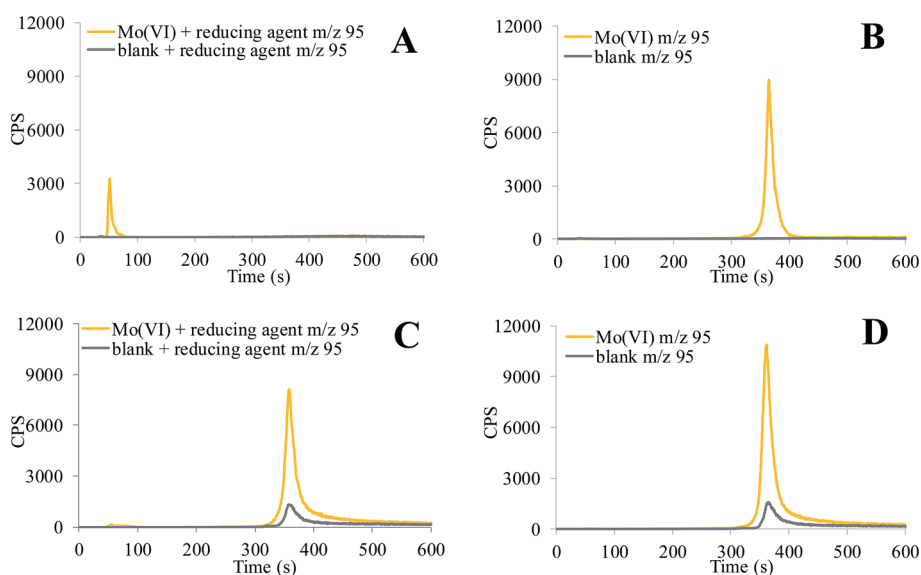 A
Mo(VI) + reducing agent m/z 95
blank + reducing agent m/z 95
CPS
12000
9000
6000
3000
0
0 100 200 300 400 500 600
Time (s)
B
Mo(VI) m/z 95
blank m/z 95
CPS
12000
9000
6000
3000
0
0 100 200 300 400 500 600
Time (s)
C
Mo(VI) + reducing agent m/z 95
blank + reducing agent m/z 95
CPS
12000
9000
6000
3000
0
0 100 200 300 400 500 600
Time (s)
D
Mo(VI) m/z 95
blank m/z 95
CPS
12000
9000
6000
3000
0
0 100 200 300 400 500 600
Time (s)